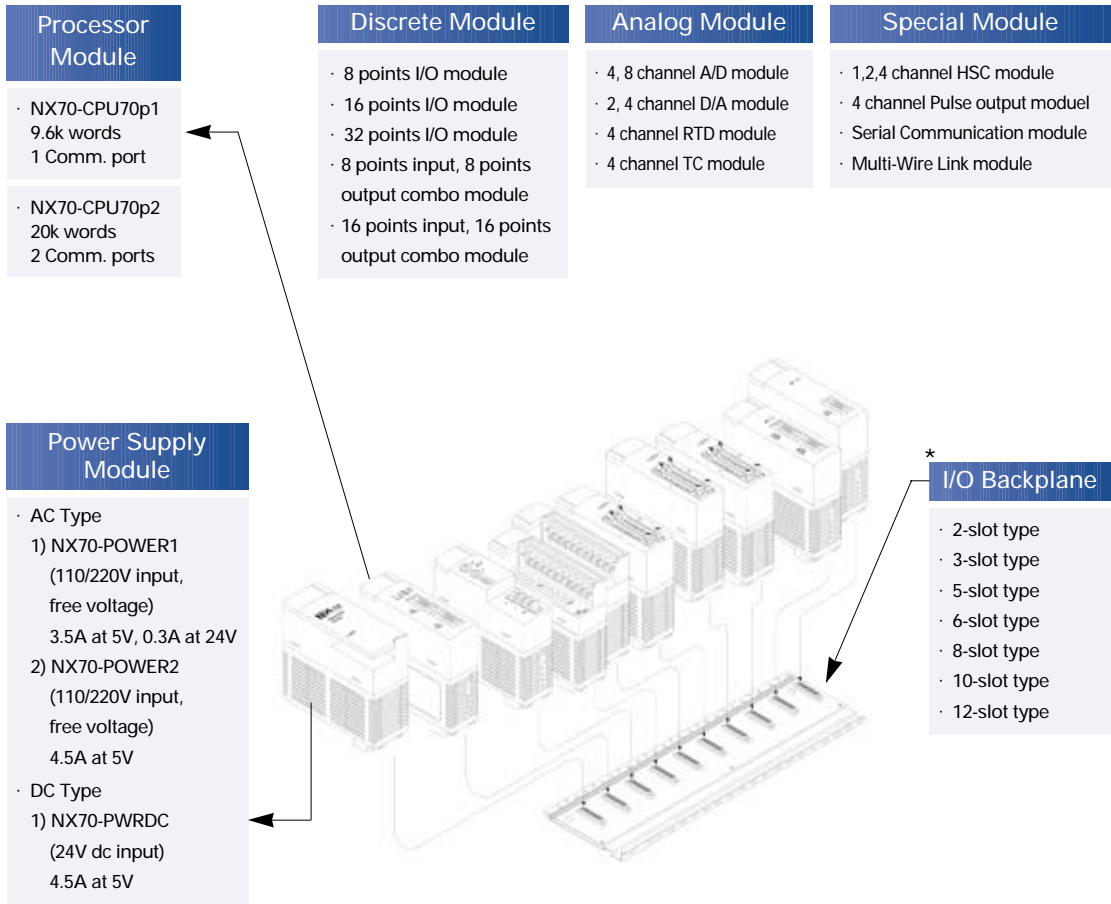 Processor
Module
· NX70-CPU70p1
9.6k words
1 Comm. port
· NX70-CPU70p2
20k words
2 Comm. ports
Discrete Module
· 8 points I/O module
· 16 points I/O module
· 32 points I/O module
· 8 points input, 8 points
output combo module
· 16 points input, 16 points
output combo module
Analog Module
· 4, 8 channel A/D module
· 2, 4 channel D/A module
· 4 channel RTD module
· 4 channel TC module
Special Module
· 1,2,4 channel HSC module
· 4 channel Pulse output moduel
· Serial Communication module
· Multi-Wire Link module
Power Supply
Module
· AC Type
1) NX70-POWER1
(110/220V input,
free voltage)
3.5A at 5V, 0.3A at 24V
2) NX70-POWER2
(110/220V input,
free voltage)
4.5A at 5V
· DC Type
1) NX70-PWRDC
(24V dc input)
4.5A at 5V
*
I/O Backplane
· 2-slot type
· 3-slot type
· 5-slot type
· 6-slot type
· 8-slot type
· 10-slot type
· 12-slot type